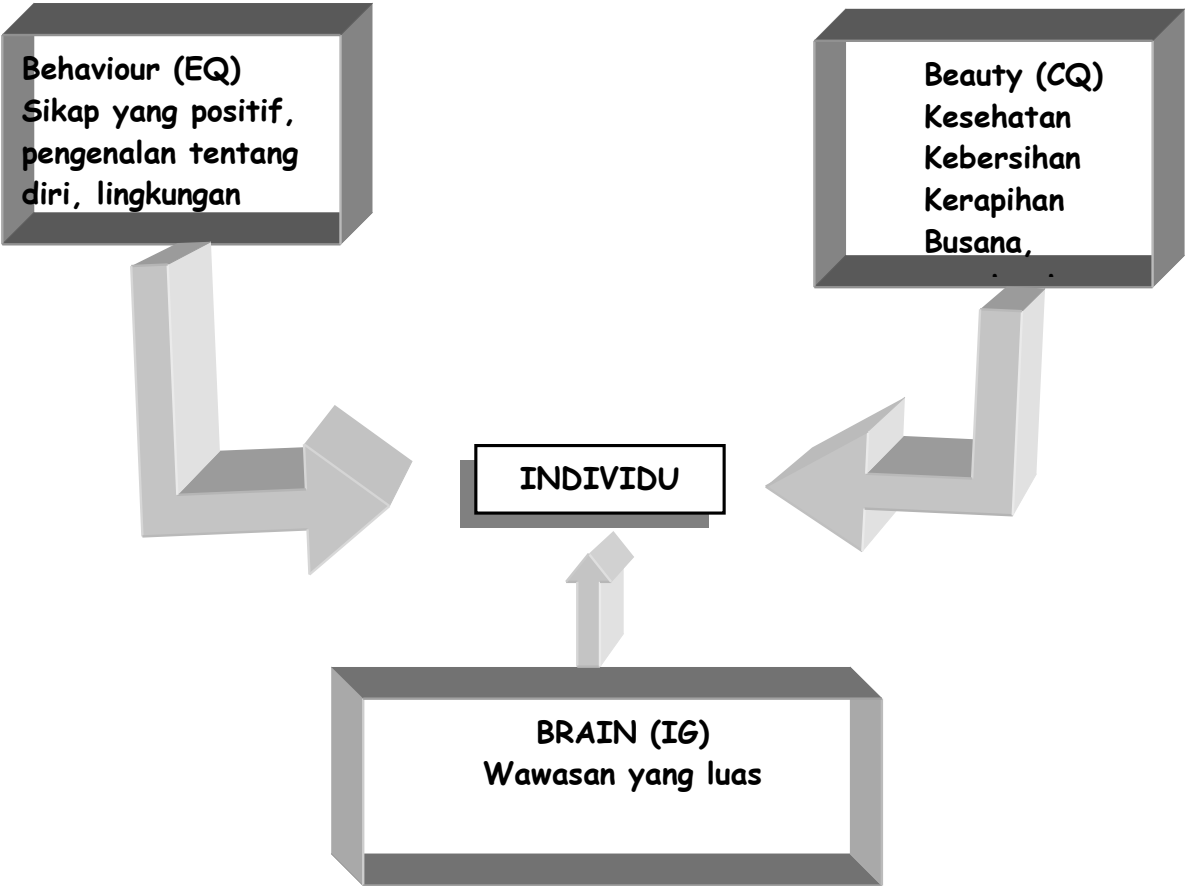 Behaviour (EQ)
Sikap yang positif,
pengenalan tentang
diri, lingkungan
Beauty (CQ)
Kesehatan
Kebersihan
Kerapihan
Busana,
INDIVIDU
BRAIN (IG)
Wawasan yang luas